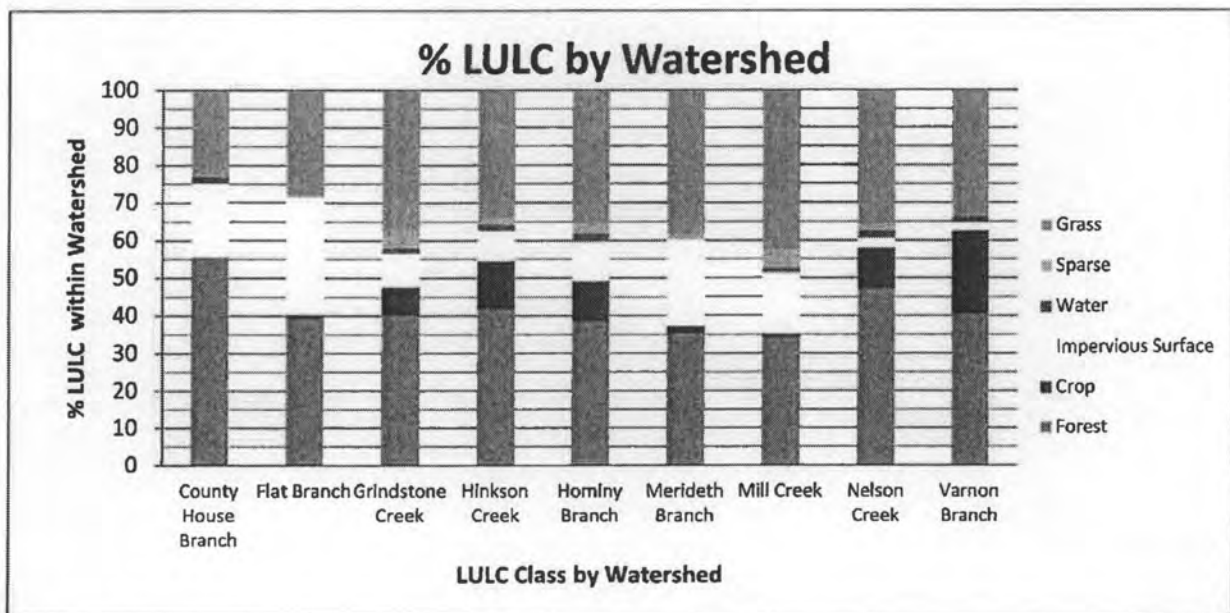 % LULC by Watershed
% LULC within Watershed
100
90
80
70
60
50
40
30
20
10
0
County House Branch
Flat Branch
Grindstone Creek
Hinkson Creek
Hominy Branch
Merideth Branch
Mill Creek
Nelson Creek
Varnon Branch
LULC Class by Watershed
Grass
Sparse
Water
Impervious Surface
Crop
Forest